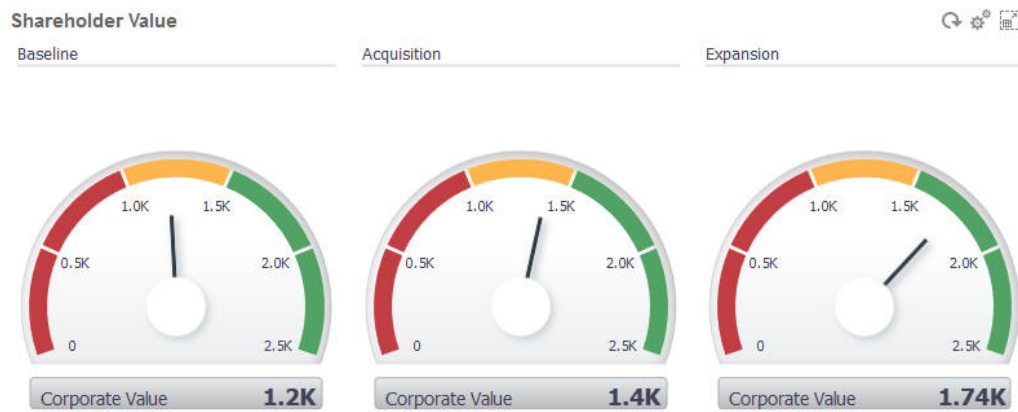 Shareholder Value
Baseline
Acquisition
Expansion
1.0K 1.5K
0.5K 2.0K
0 2.5K
Corporate Value 1.2K
1.0K 1.5K
0.5K 2.0K
0 2.5K
Corporate Value 1.4K
1.0K 1.5K
0.5K 2.0K
0 2.5K
Corporate Value 1.74K